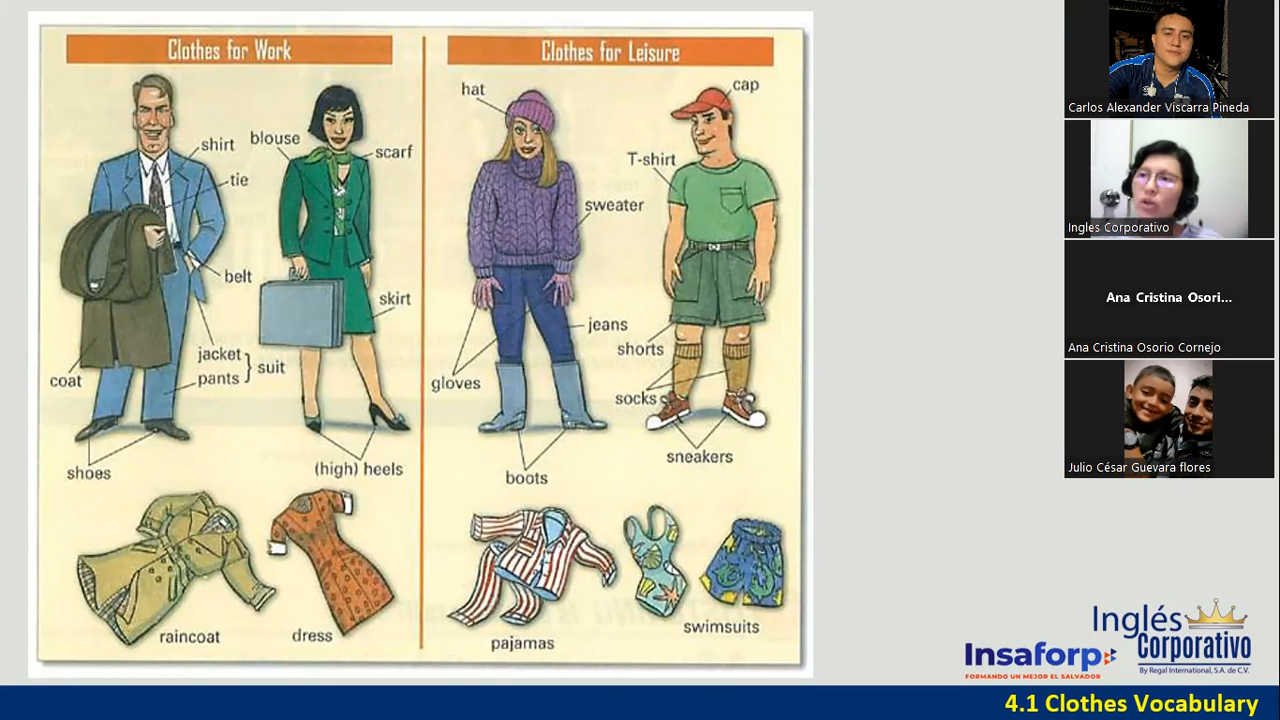 Clothes for Work
shirt
blouse
scarf
tie
belt
skirt
jacket
pants
suit
coat
shoes
(high) heels
raincoat
dress
Clothes for Leisure
hat
cap
T-shirt
sweater
jeans
shorts
gloves
socks
sneakers
boots
pajamas
swimsuits
Carlos Alexander Viscarra Pineda
Ingles Corporativo
Ana Cristina Osori...
Ana Cristina Osorio Cornejo
Julio César Guevara flores
Insaforp
FORMANDO UN MEJOR EL SALVADOR
Inglés
Corporativo
By Regal International, S.A. de C.V.
4.1 Clothes Vocabulary